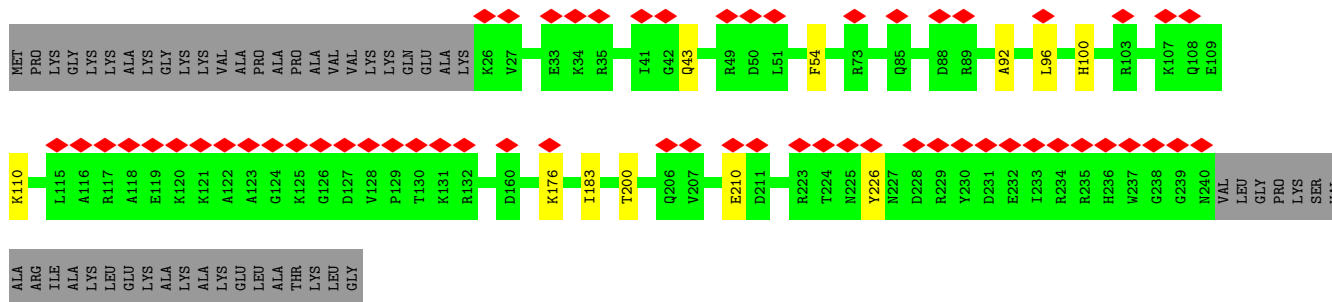 MET PRO LYS GLY LYS LYS ALA LYS GLY LYS LYS VAL ALA PRO ALA PRO ALA VAL VAL LYS LYS GLN GLU ALA LYS K26 V27 E33 K34 R35 I41 G42 Q43 R49 D50 L51 F54 R73 Q85 D88 R89 A92 L96 H100 R103 K107 Q108 E109
K110 L115 A116 R117 A118 E119 K120 K121 A122 A123 G124 K125 G126 D127 V128 P129 T130 K131 R132 D160 K176 I183 T200 Q206 V207 E210 D211 R223 T224 N225 Y226 N227 D228 R229 Y230 D231 E232 I233 R234 R235 H236 W237 G238 G239 N240 VAL LEU GLY PRO LYS SER
ALA ARG ILE ALA LYS LEU GLU LYS ALA LYS ALA LYS GLU LEU ALA THR LYS LEU GLY